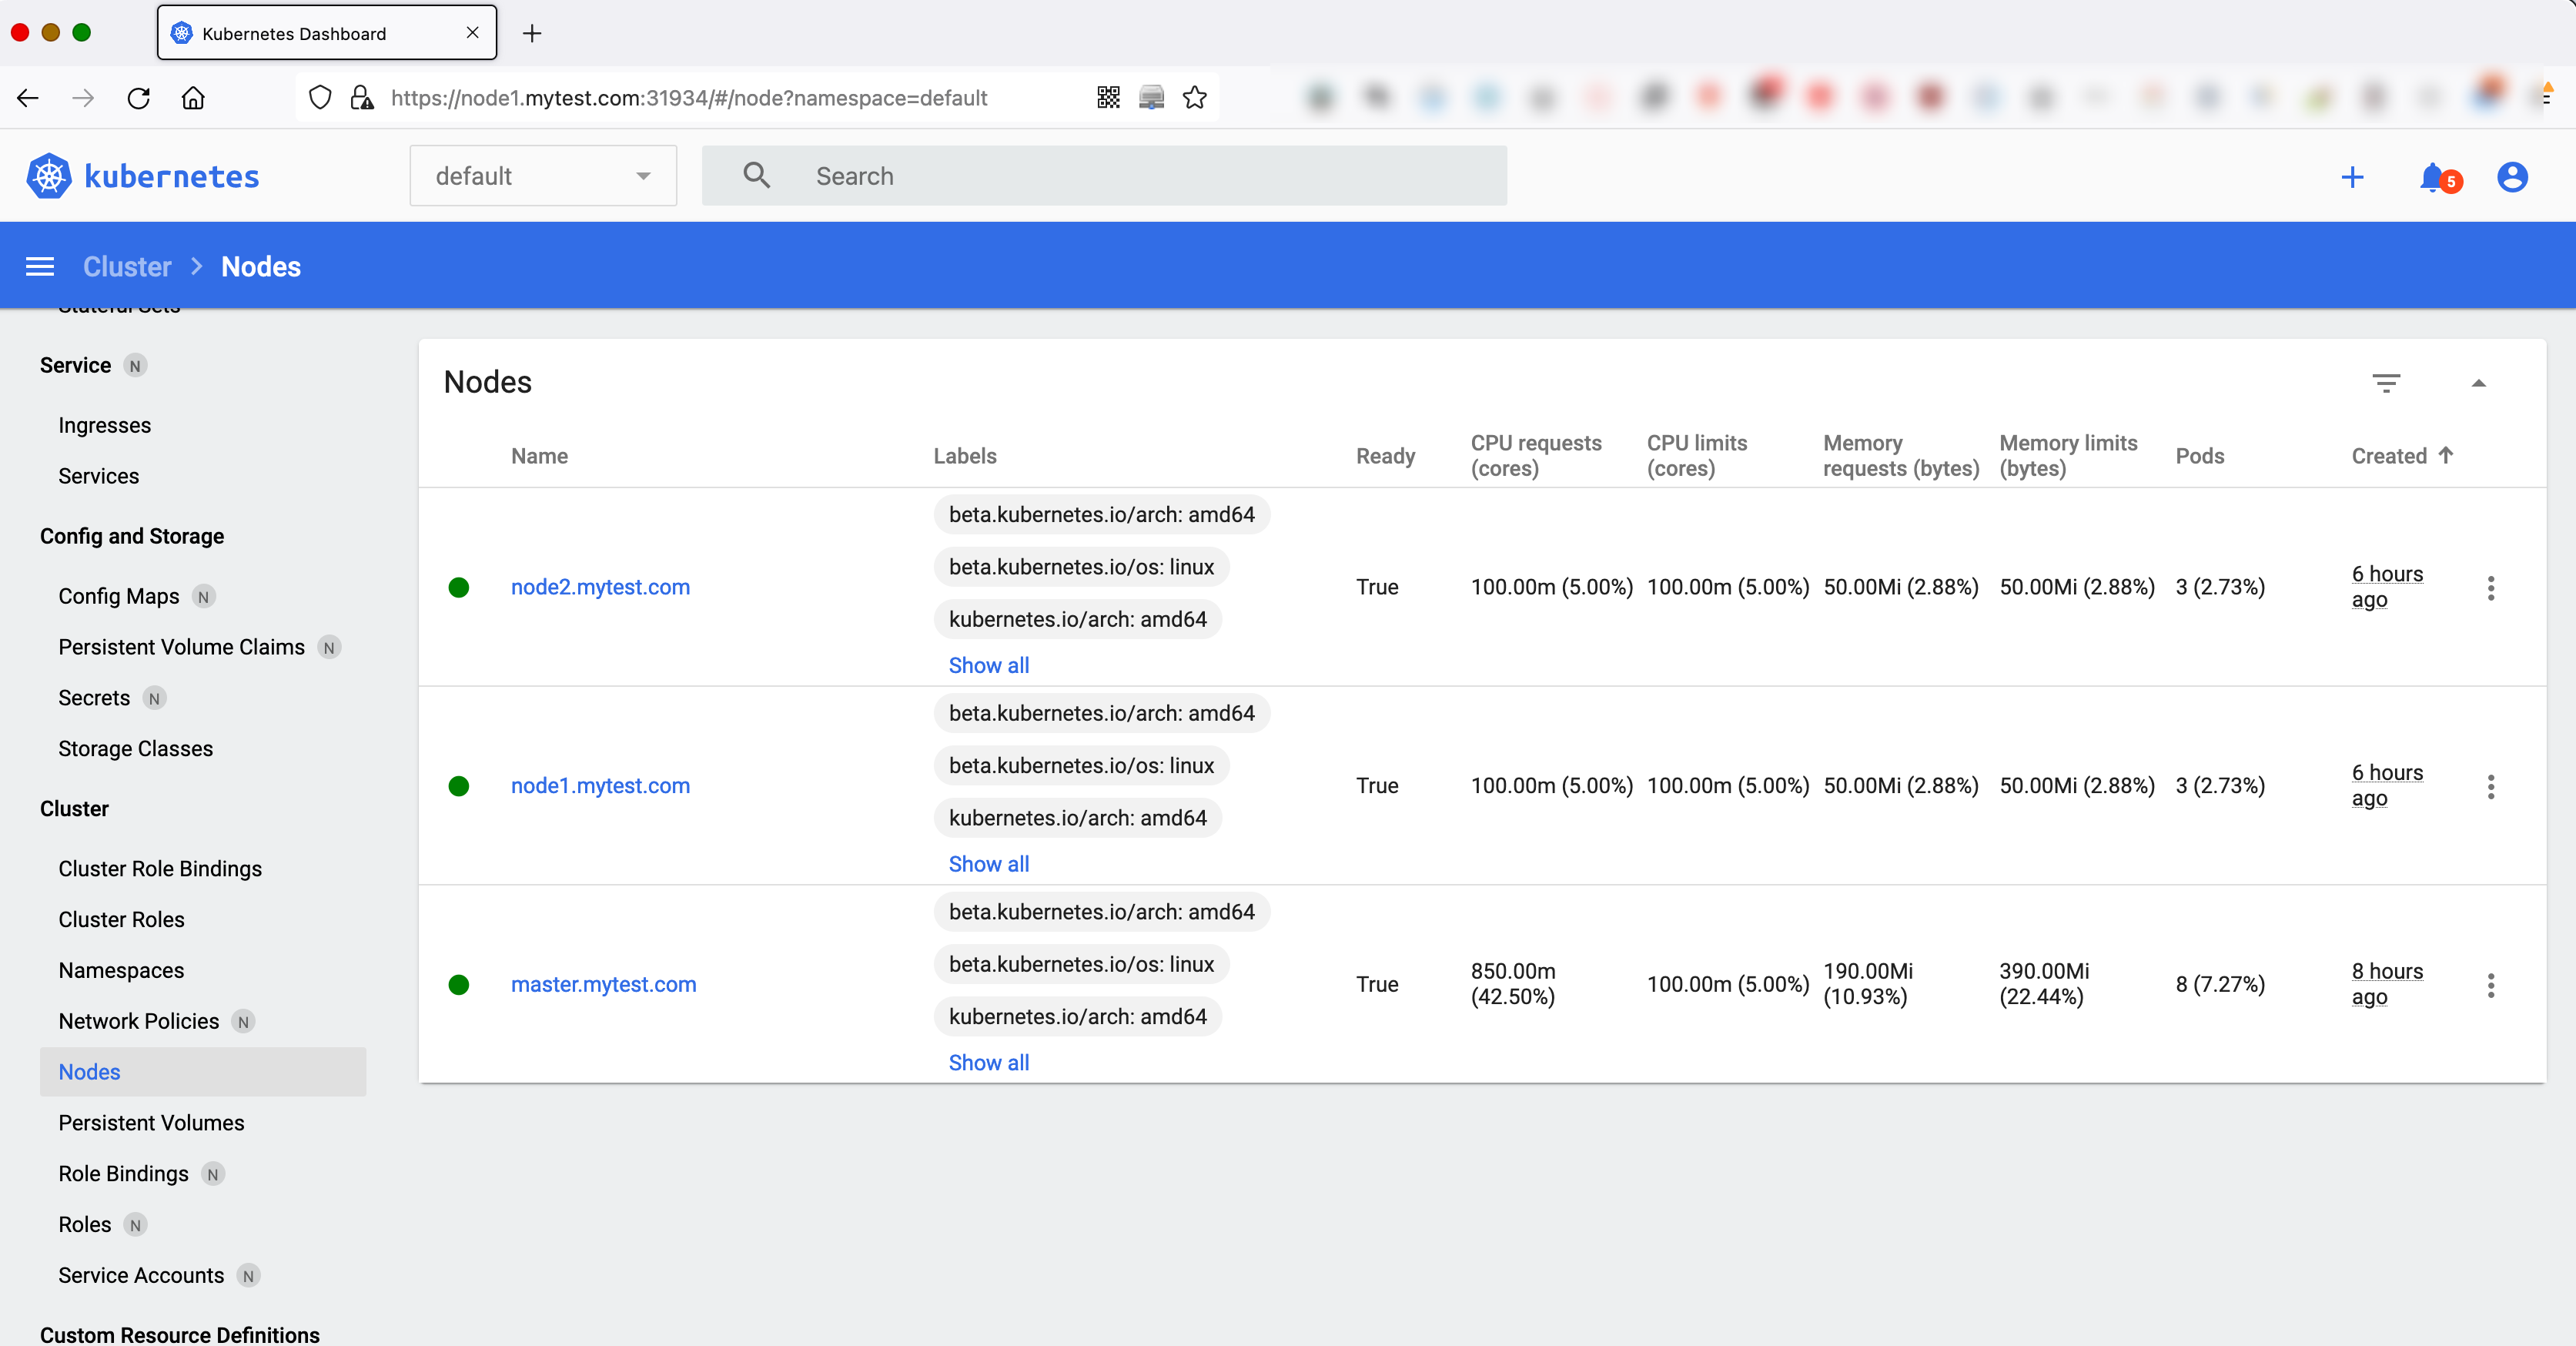 Kubernetes Dashboard
https://node1.mytest.com:31934/#/node?namespace=default
kubernetes
default
Search
5
Cluster
Nodes
Stateful Sets
Service N
Ingresses
Services
Config and Storage
Config Maps N
Persistent Volume Claims N
Secrets N
Storage Classes
Cluster
Cluster Role Bindings
Cluster Roles
Namespaces
Network Policies N
Nodes
Persistent Volumes
Role Bindings N
Roles N
Service Accounts N
Custom Resource Definitions
Nodes
Name
Labels
Ready
CPU requests
(cores)
CPU limits
(cores)
Memory
requests (bytes)
Memory limits
(bytes)
Pods
Created
node2.mytest.com
beta.kubernetes.io/arch: amd64
beta.kubernetes.io/os: linux
kubernetes.io/arch: amd64
Show all
True
100.00m (5.00%)
100.00m (5.00%)
50.00Mi (2.88%)
50.00Mi (2.88%)
3 (2.73%)
6 hours
ago
node1.mytest.com
beta.kubernetes.io/arch: amd64
beta.kubernetes.io/os: linux
kubernetes.io/arch: amd64
Show all
True
100.00m (5.00%)
100.00m (5.00%)
50.00Mi (2.88%)
50.00Mi (2.88%)
3 (2.73%)
6 hours
ago
master.mytest.com
beta.kubernetes.io/arch: amd64
beta.kubernetes.io/os: linux
kubernetes.io/arch: amd64
Show all
True
850.00m
(42.50%)
100.00m (5.00%)
190.00Mi
(10.93%)
390.00Mi
(22.44%)
8 (7.27%)
8 hours
ago